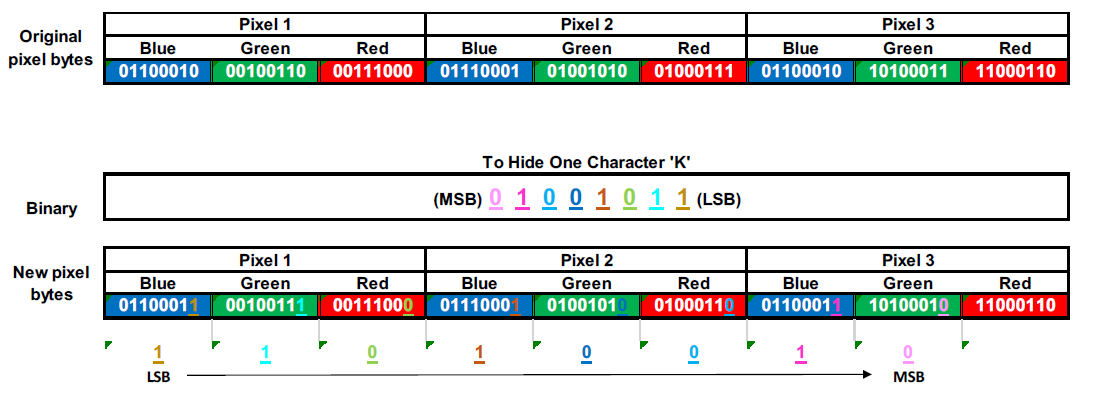 Pixel 1 Pixel 2 Pixel 3
Original pixel bytes
Blue Green Red Blue Green Red Blue Green Red
01100010 00100110 00111000 01110001 01001010 01000111 01100010 10100011 11000110
To Hide One Character 'K'
Binary
(MSB) 0 1 0 0 1 0 1 1 (LSB)
Pixel 1 Pixel 2 Pixel 3
New pixel bytes
Blue Green Red Blue Green Red Blue Green Red
01100011 00100111 00111000 01110001 01001010 01000110 01100011 10100010 11000110
1 1 0 1 0 0 1 0
LSB MSB